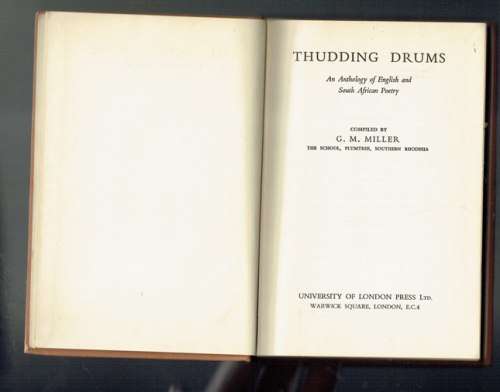 THUDDING DRUMS
An Anthology of English and
South African Poetry
COMPILED BY
G. M. MILLER
THE SCHOOL, PLUMTREE, SOUTHERN RHODESIA
UNIVERSITY OF LONDON PRESS LTD.
WARWICK SQUARE, LONDON, E.C.4